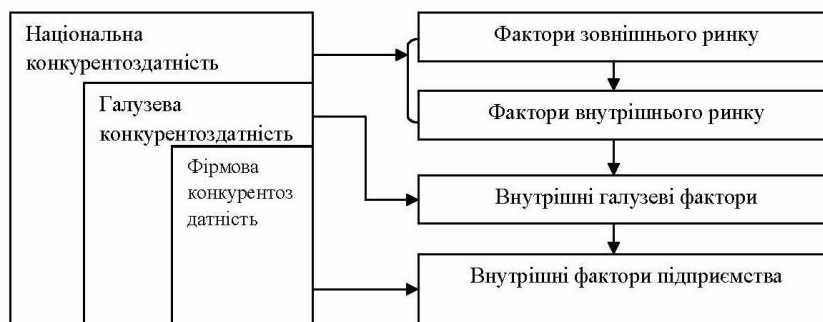 Національна
конкурентоздатність
Галузева
конкурентоздатність
Фірмова
конкурентоз
датність
Фактори зовнішнього ринку
Фактори внутрішнього ринку
Внутрішні галузеві фактори
Внутрішні фактори підприємства